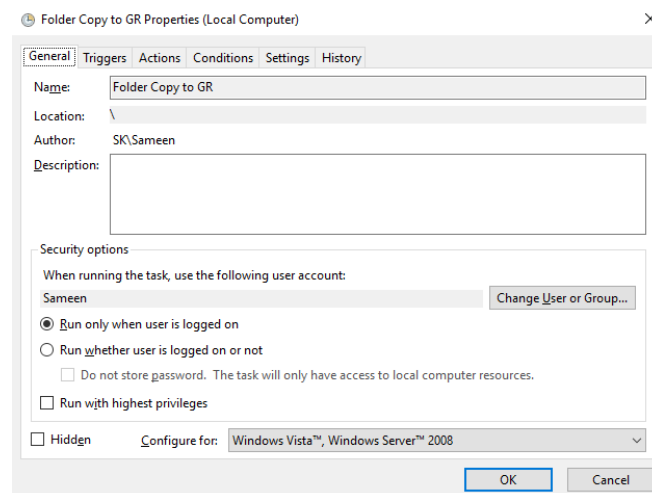 Folder Copy to GR Properties (Local Computer)
General Triggers Actions Conditions Settings History
Name: Folder Copy to GR
Location: \
Author: SK\Sameen
Description:
Security options
When running the task, use the following user account:
Sameen Change User or Group...
Run only when user is logged on
Run whether user is logged on or not
Do not store password. The task will only have access to local computer resources.
Run with highest privileges
Hidden Configure for: Windows Vista™, Windows Server™ 2008
OK Cancel